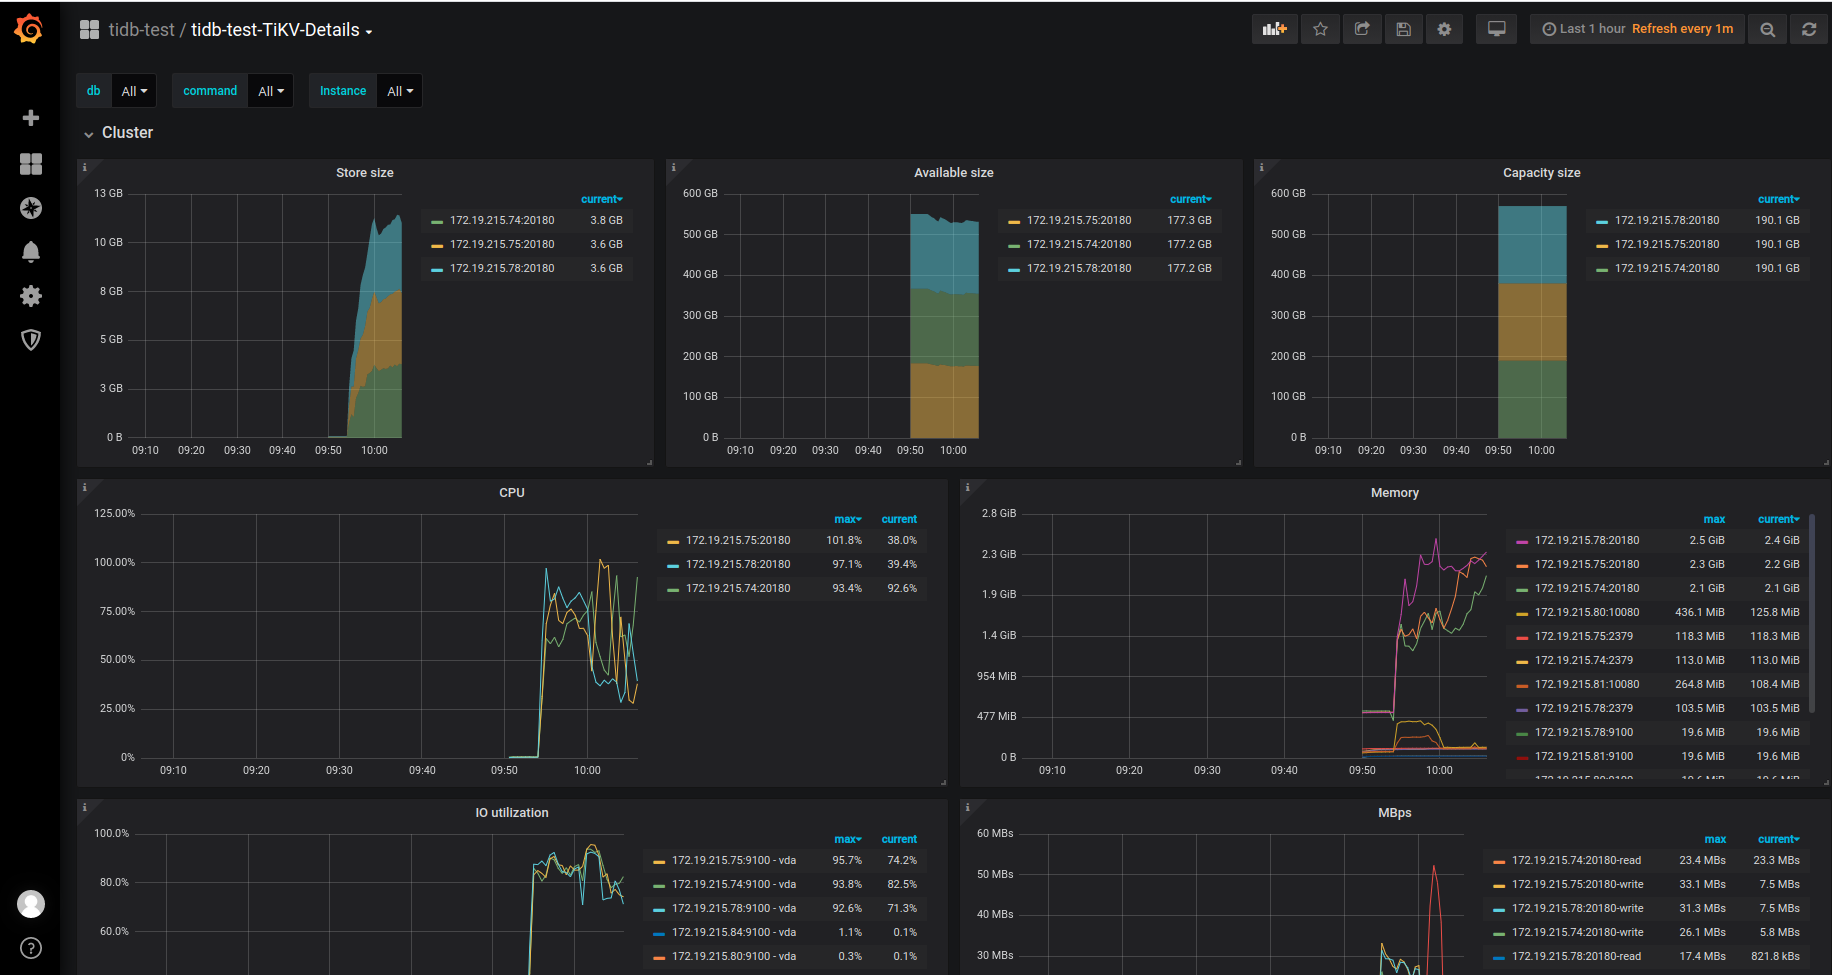 tidb-test / tidb-test-TiKV-Details
Last 1 hour Refresh every 1m
db All command All Instance All
Cluster
Store size
13 GB
10 GB
8 GB
5 GB
3 GB
0 B
09:10 09:20 09:30 09:40 09:50 10:00
current
172.19.215.74:20180 3.8 GB
172.19.215.75:20180 3.6 GB
172.19.215.78:20180 3.6 GB
Available size
600 GB
500 GB
400 GB
300 GB
200 GB
100 GB
0 B
09:10 09:20 09:30 09:40 09:50 10:00
current
172.19.215.75:20180 177.3 GB
172.19.215.74:20180 177.2 GB
172.19.215.78:20180 177.2 GB
Capacity size
600 GB
500 GB
400 GB
300 GB
200 GB
100 GB
0 B
09:10 09:20 09:30 09:40 09:50 10:00
current
172.19.215.78:20180 190.1 GB
172.19.215.75:20180 190.1 GB
172.19.215.74:20180 190.1 GB
CPU
125.00%
100.00%
75.00%
50.00%
25.00%
0%
09:10 09:20 09:30 09:40 09:50 10:00
max current
172.19.215.75:20180 101.8% 38.0%
172.19.215.78:20180 97.1% 39.4%
172.19.215.74:20180 93.4% 92.6%
Memory
2.8 GiB
2.3 GiB
1.9 GiB
1.4 GiB
954 MiB
477 MiB
0 B
09:10 09:20 09:30 09:40 09:50 10:00
max current
172.19.215.78:20180 2.5 GiB 2.4 GiB
172.19.215.75:20180 2.3 GiB 2.2 GiB
172.19.215.74:20180 2.1 GiB 2.1 GiB
172.19.215.80:10080 436.1 MiB 125.8 MiB
172.19.215.75:2379 118.3 MiB 118.3 MiB
172.19.215.74:2379 113.0 MiB 113.0 MiB
172.19.215.81:10080 264.8 MiB 108.4 MiB
172.19.215.78:2379 103.5 MiB 103.5 MiB
172.19.215.78:9100 19.6 MiB 19.6 MiB
172.19.215.81:9100 19.6 MiB 19.6 MiB
IO utilization
100.0%
80.0%
60.0%
max current
172.19.215.75:9100 - vda 95.7% 74.2%
172.19.215.74:9100 - vda 93.8% 82.5%
172.19.215.78:9100 - vda 92.6% 71.3%
172.19.215.84:9100 - vda 1.1% 0.1%
172.19.215.80:9100 - vda 0.3% 0.1%
MBps
60 MBs
50 MBs
40 MBs
30 MBs
max current
172.19.215.74:20180-read 23.4 MBs 23.3 MBs
172.19.215.75:20180-write 33.1 MBs 7.5 MBs
172.19.215.78:20180-write 31.3 MBs 7.5 MBs
172.19.215.74:20180-write 26.1 MBs 5.8 MBs
172.19.215.78:20180-read 17.4 MBs 821.8 kBs